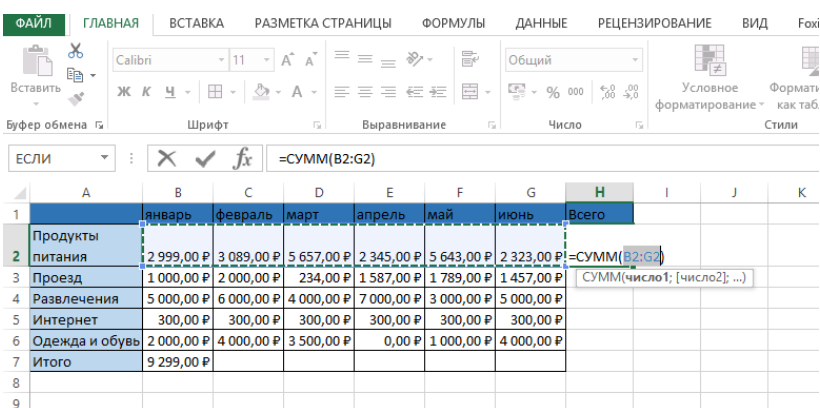 ФАЙЛ ГЛАВНАЯ ВСТАВКА РАЗМЕТКА СТРАНИЦЫ ФОРМУЛЫ ДАННЫЕ РЕЦЕНЗИРОВАНИЕ ВИД Foxi
Calibri 11 Общий
Вставить Ж К Ч % 000 Условное форматирование Формати как таб.
Буфер обмена Шрифт Выравнивание Число Стили
ЕСЛИ fx =СУММ(B2:G2)
A B C D E F G H I J K
1 январь февраль март апрель май июнь Всего
Продукты
2 питания 2 999,00 ₽ 3 089,00 ₽ 5 657,00 ₽ 2 345,00 ₽ 5 643,00 ₽ 2 323,00 ₽ =СУММ(B2:G2)
3 Проезд 1 000,00 ₽ 2 000,00 ₽ 234,00 ₽ 1 587,00 ₽ 1 789,00 ₽ 1 457,00 ₽ СУММ(число1; [число2]; ...)
4 Развлечения 5 000,00 ₽ 6 000,00 ₽ 4 000,00 ₽ 7 000,00 ₽ 3 000,00 ₽ 5 000,00 ₽
5 Интернет 300,00 ₽ 300,00 ₽ 300,00 ₽ 300,00 ₽ 300,00 ₽ 300,00 ₽
6 Одежда и обувь 2 000,00 ₽ 4 000,00 ₽ 3 500,00 ₽ 0,00 ₽ 1 000,00 ₽ 4 000,00 ₽
7 Итого 9 299,00 ₽
8
9